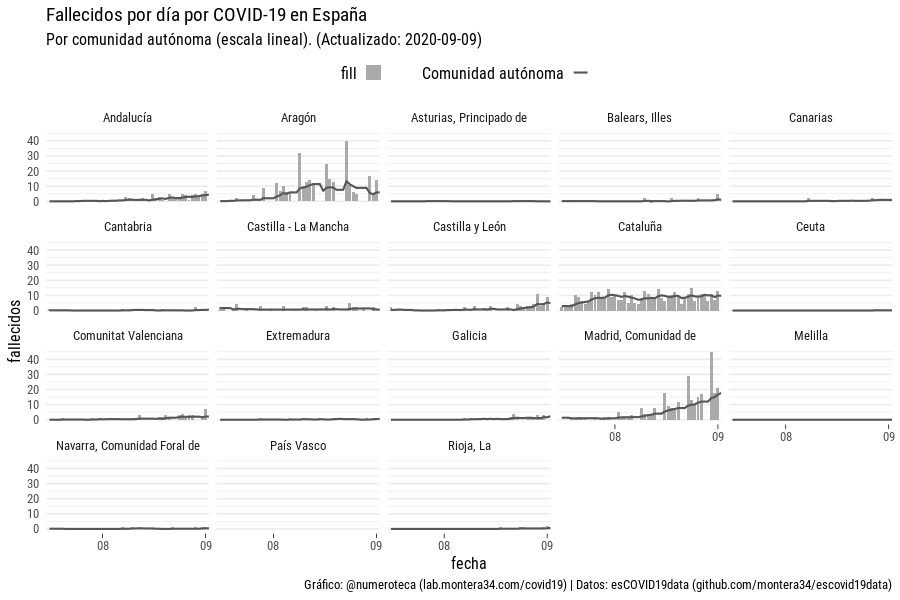 Fallecidos por día por COVID-19 en España
Por comunidad autónoma (escala lineal). (Actualizado: 2020-09-09)
fill Comunidad autónoma
Andalucía Aragón Asturias, Principado de Balears, Illes Canarias
40
30
20
10
0
Cantabria Castilla - La Mancha Castilla y León Cataluña Ceuta
40
30
20
10
0
fallecidos
Comunitat Valenciana Extremadura Galicia Madrid, Comunidad de Melilla
40
30
20
10
0
08 09 08 09
Navarra, Comunidad Foral de País Vasco Rioja, La
40
30
20
10
0
08 09 08 09 08 09
fecha
Gráfico: @numeroteca (lab.montera34.com/covid19) | Datos: esCOVID19data (github.com/montera34/escovid19data)